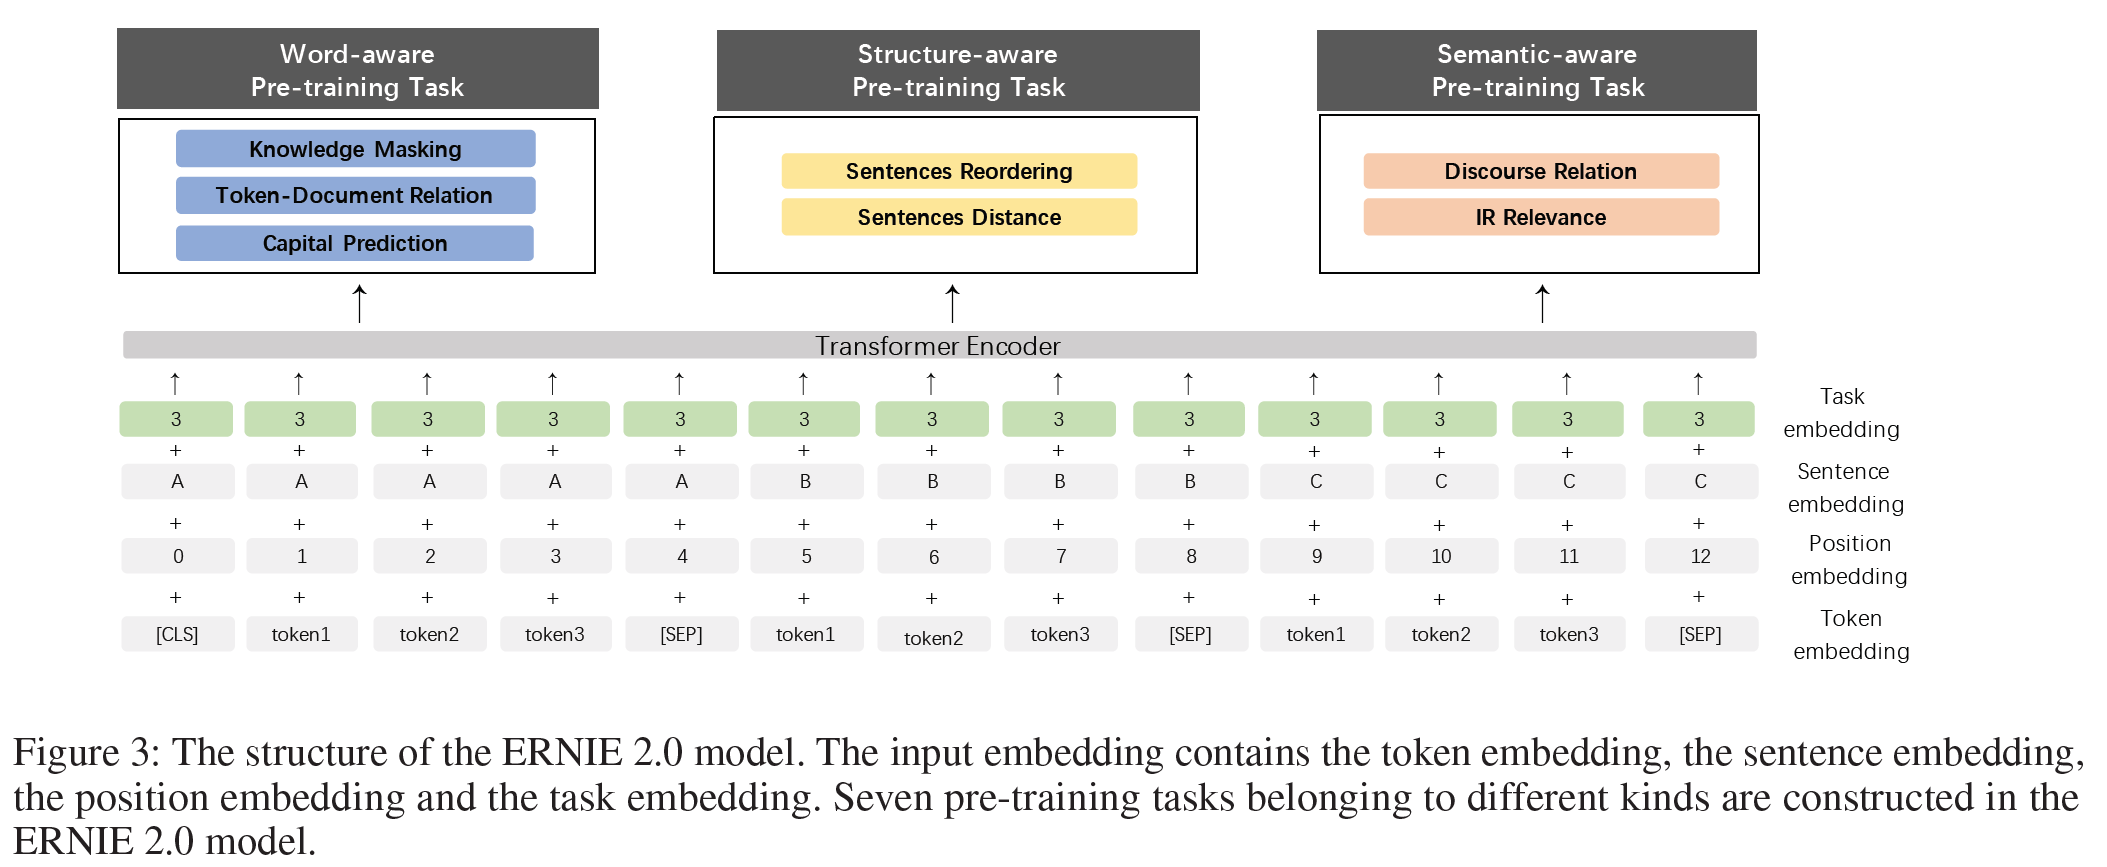 Word-aware
Pre-training Task
Structure-aware
Pre-training Task
Semantic-aware
Pre-training Task
Knowledge Masking
Token-Document Relation
Capital Prediction
Sentences Reordering
Sentences Distance
Discourse Relation
IR Relevance
Transformer Encoder
3 3 3 3 3 3 3 3 3 3 3 3 3
Task
embedding
+ + + + + + + + + + + + +
A A A A A B B B B C C C C
Sentence
embedding
+ + + + + + + + + + + + +
0 1 2 3 4 5 6 7 8 9 10 11 12
Position
embedding
+ + + + + + + + + + + + +
[CLS] token1 token2 token3 [SEP] token1 token2 token3 [SEP] token1 token2 token3 [SEP]
Token
embedding
Figure 3: The structure of the ERNIE 2.0 model. The input embedding contains the token embedding, the sentence embedding,
the position embedding and the task embedding. Seven pre-training tasks belonging to different kinds are constructed in the
ERNIE 2.0 model.